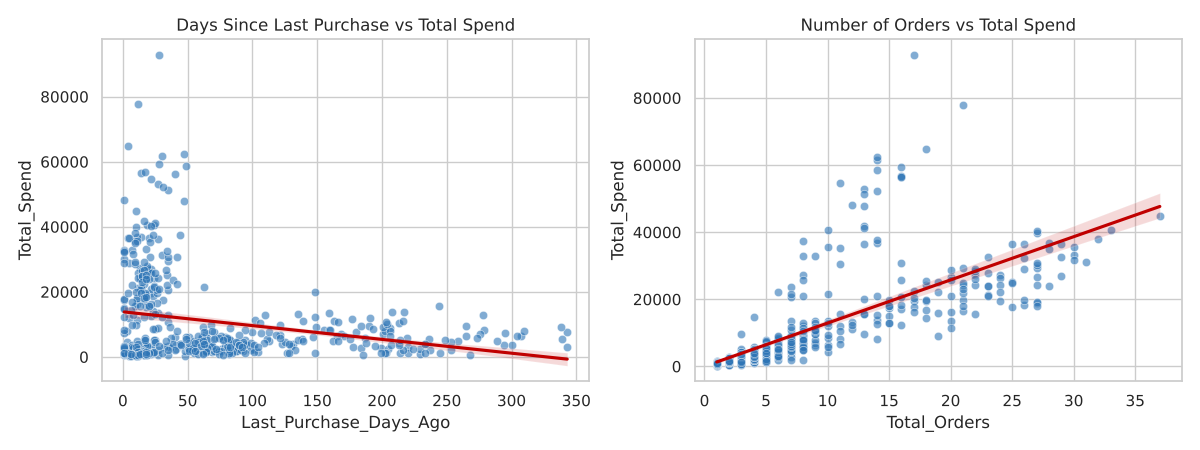 Days Since Last Purchase vs Total Spend
Total_Spend
80000
60000
40000
20000
0
0 50 100 150 200 250 300 350
Last_Purchase_Days_Ago
Number of Orders vs Total Spend
Total_Spend
80000
60000
40000
20000
0
0 5 10 15 20 25 30 35
Total_Orders